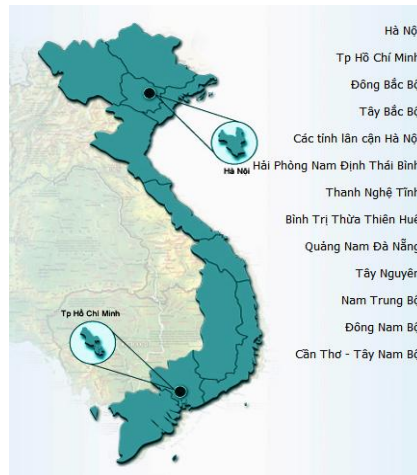 Hà Nội
Tp Hồ Chí Minh
Đông Bắc Bộ
Tây Bắc Bộ
Các tỉnh lân cận Hà Nội
Hà Nội
Hải Phòng Nam Định Thái Bình
Thanh Nghệ Tĩnh
Bình Trị Thừa Thiên Huế
Quảng Nam Đà Nẵng
Tây Nguyên
Nam Trung Bộ
Tp Hồ Chí Minh
Đông Nam Bộ
Cần Thơ - Tây Nam Bộ